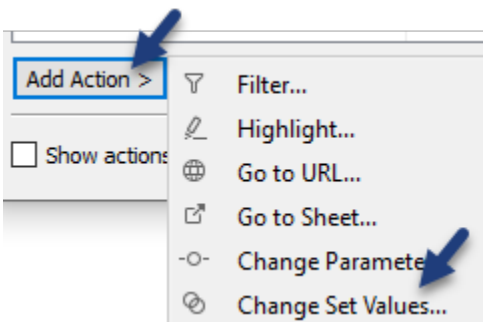 Add Action >
Filter...
Highlight...
Show actions
Go to URL...
Go to Sheet...
Change Paramete
Change Set Values...